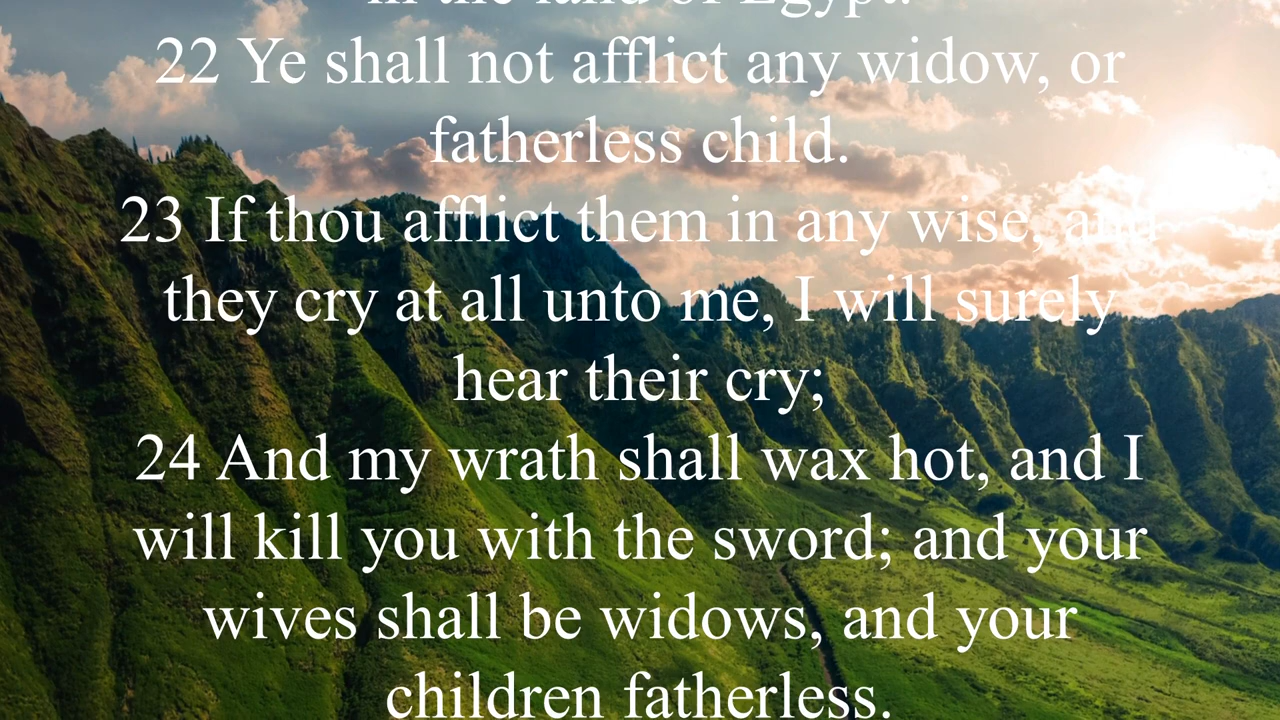 in the land of Egypt.
22 Ye shall not afflict any widow, or
fatherless child.
23 If thou afflict them in any wise, and
they cry at all unto me, I will surely
hear their cry;
24 And my wrath shall wax hot, and I
will kill you with the sword; and your
wives shall be widows, and your
children fatherless.